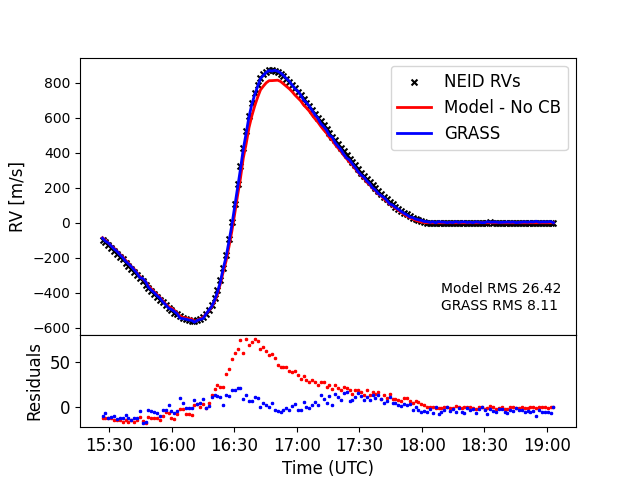 NEID RVs
Model - No CB
GRASS
800
600
400
200
0
−200
−400
−600
RV [m/s]
Model RMS 26.42
GRASS RMS 8.11
50
0
Residuals
15:30 16:00 16:30 17:00 17:30 18:00 18:30 19:00
Time (UTC)